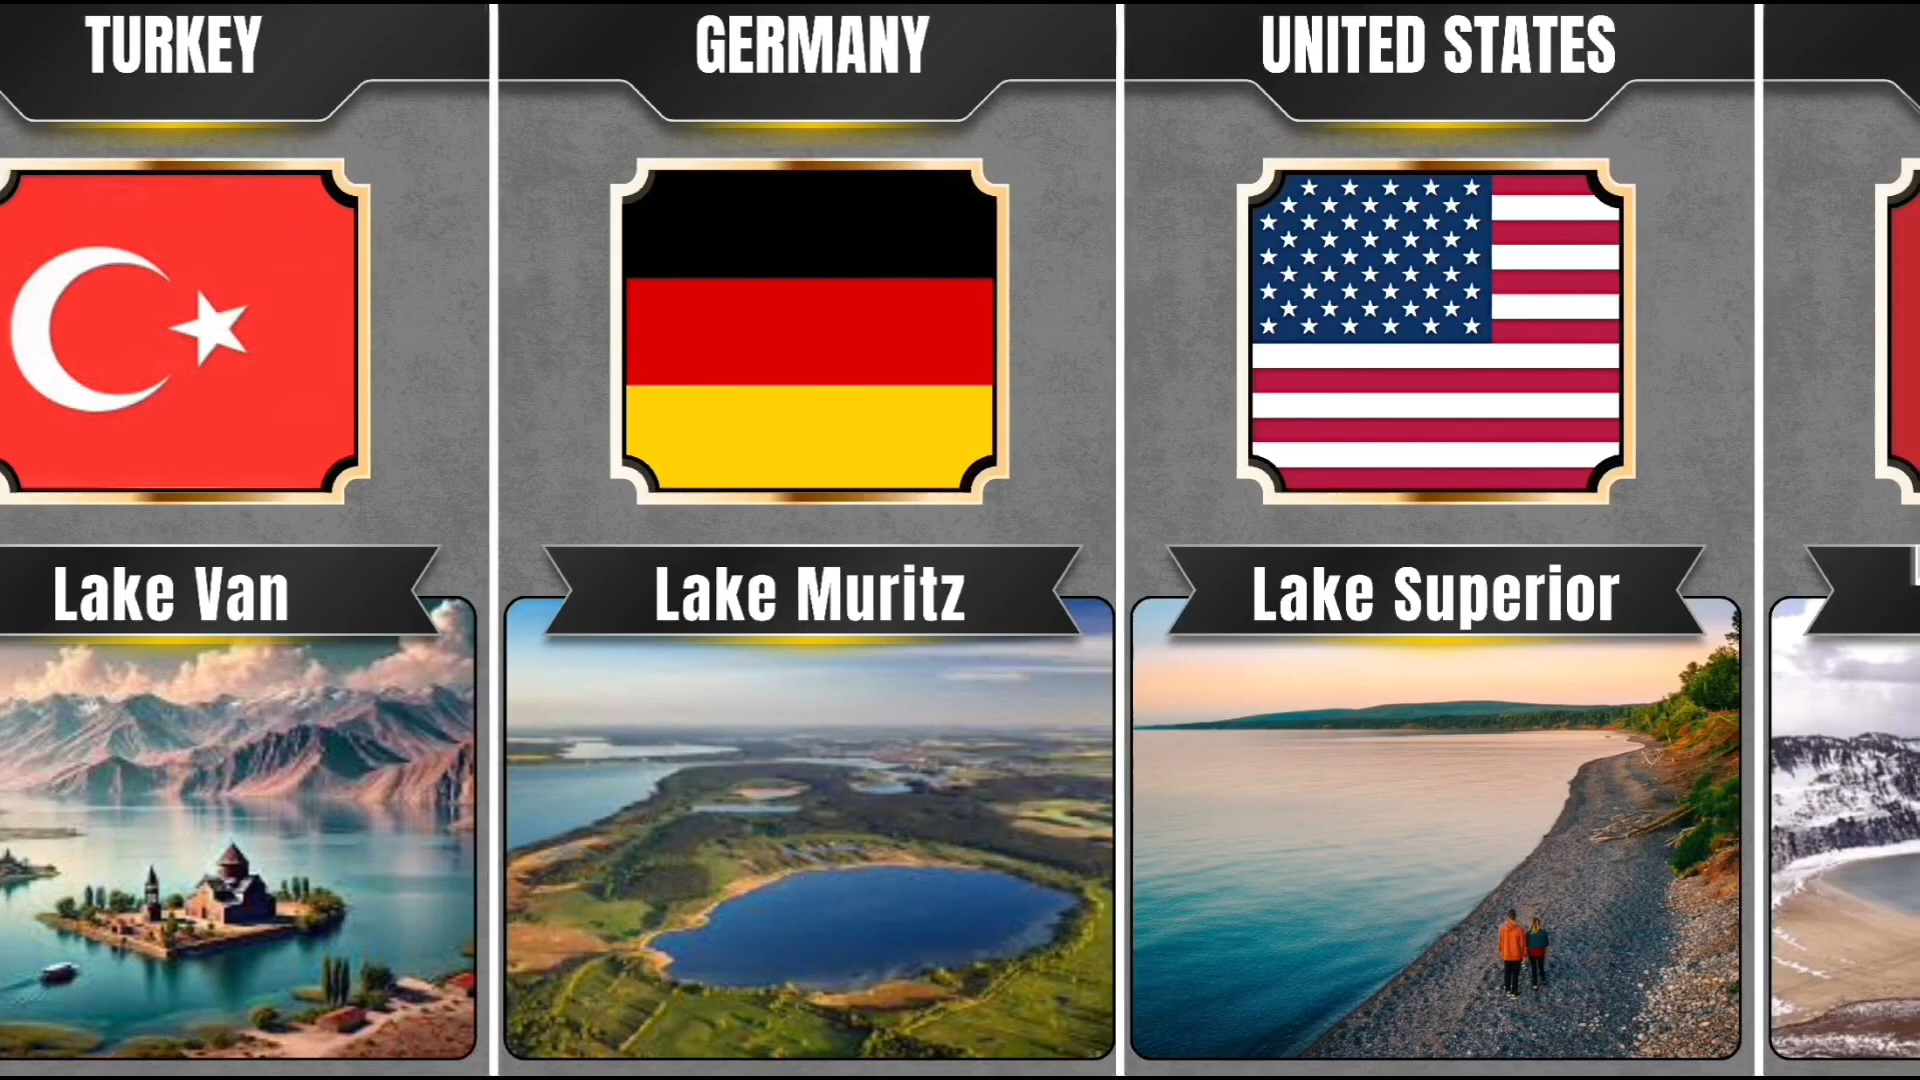 TURKEY
GERMANY
UNITED STATES
Lake Van
Lake Muritz
Lake Superior